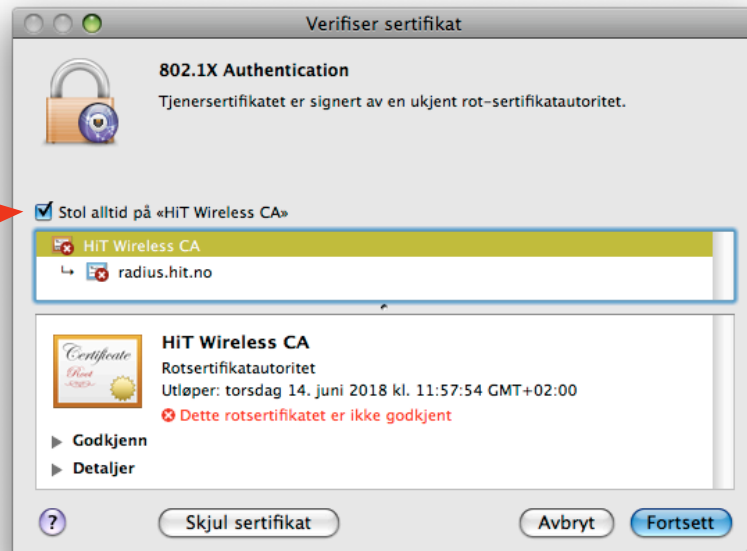 Verifiser sertifikat
802.1X Authentication
Tjenersertifikatet er signert av en ukjent rot-sertifikatautoritet.
Stol alltid på «HiT Wireless CA»
HiT Wireless CA
radius.hit.no
Certificate
Root
HiT Wireless CA
Rotsertifikatautoritet
Utløper: torsdag 14. juni 2018 kl. 11:57:54 GMT+02:00
Dette rotsertifikatet er ikke godkjent
Godkjenn
Detaljer
?
Skjul sertifikat
Avbryt
Fortsett